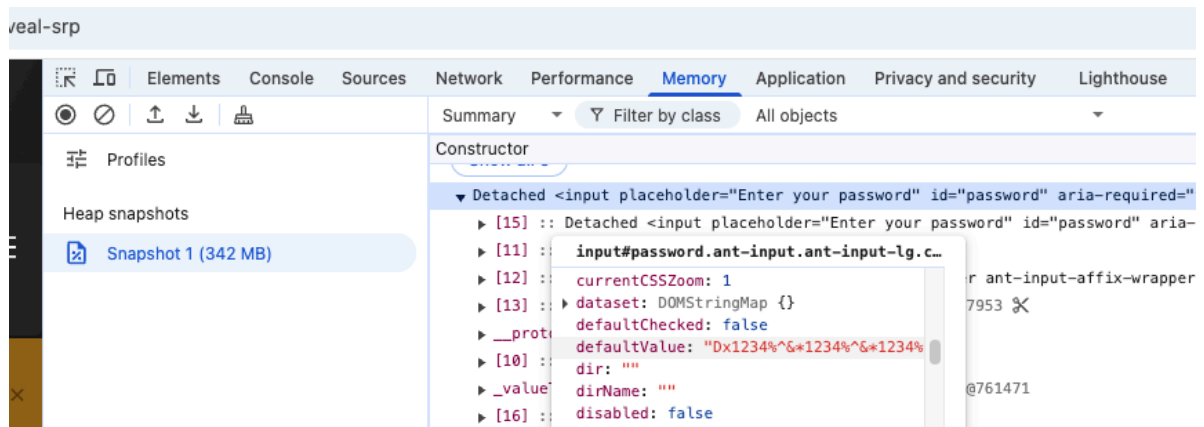 veal-srp
Elements Console Sources Network Performance Memory Application Privacy and security Lighthouse
Summary Filter by class All objects
Profiles
Constructor
Heap snapshots
Snapshot 1 (342 MB)
Detached <input placeholder="Enter your password" id="password" aria-required="
[15] :: Detached <input placeholder="Enter your password" id="password" aria-
[11] ::
input#password.ant-input.ant-input-lg.c…
[12] ::
currentCSSZoom: 1
r ant-input-affix-wrapper
[13] ::
dataset: DOMStringMap {}
7953
defaultChecked: false
__proto
defaultValue: "Dx1234%^&*1234%^&*1234%
[10] ::
dir: ""
_valueT
dirName: ""
@761471
[16] ::
disabled: false